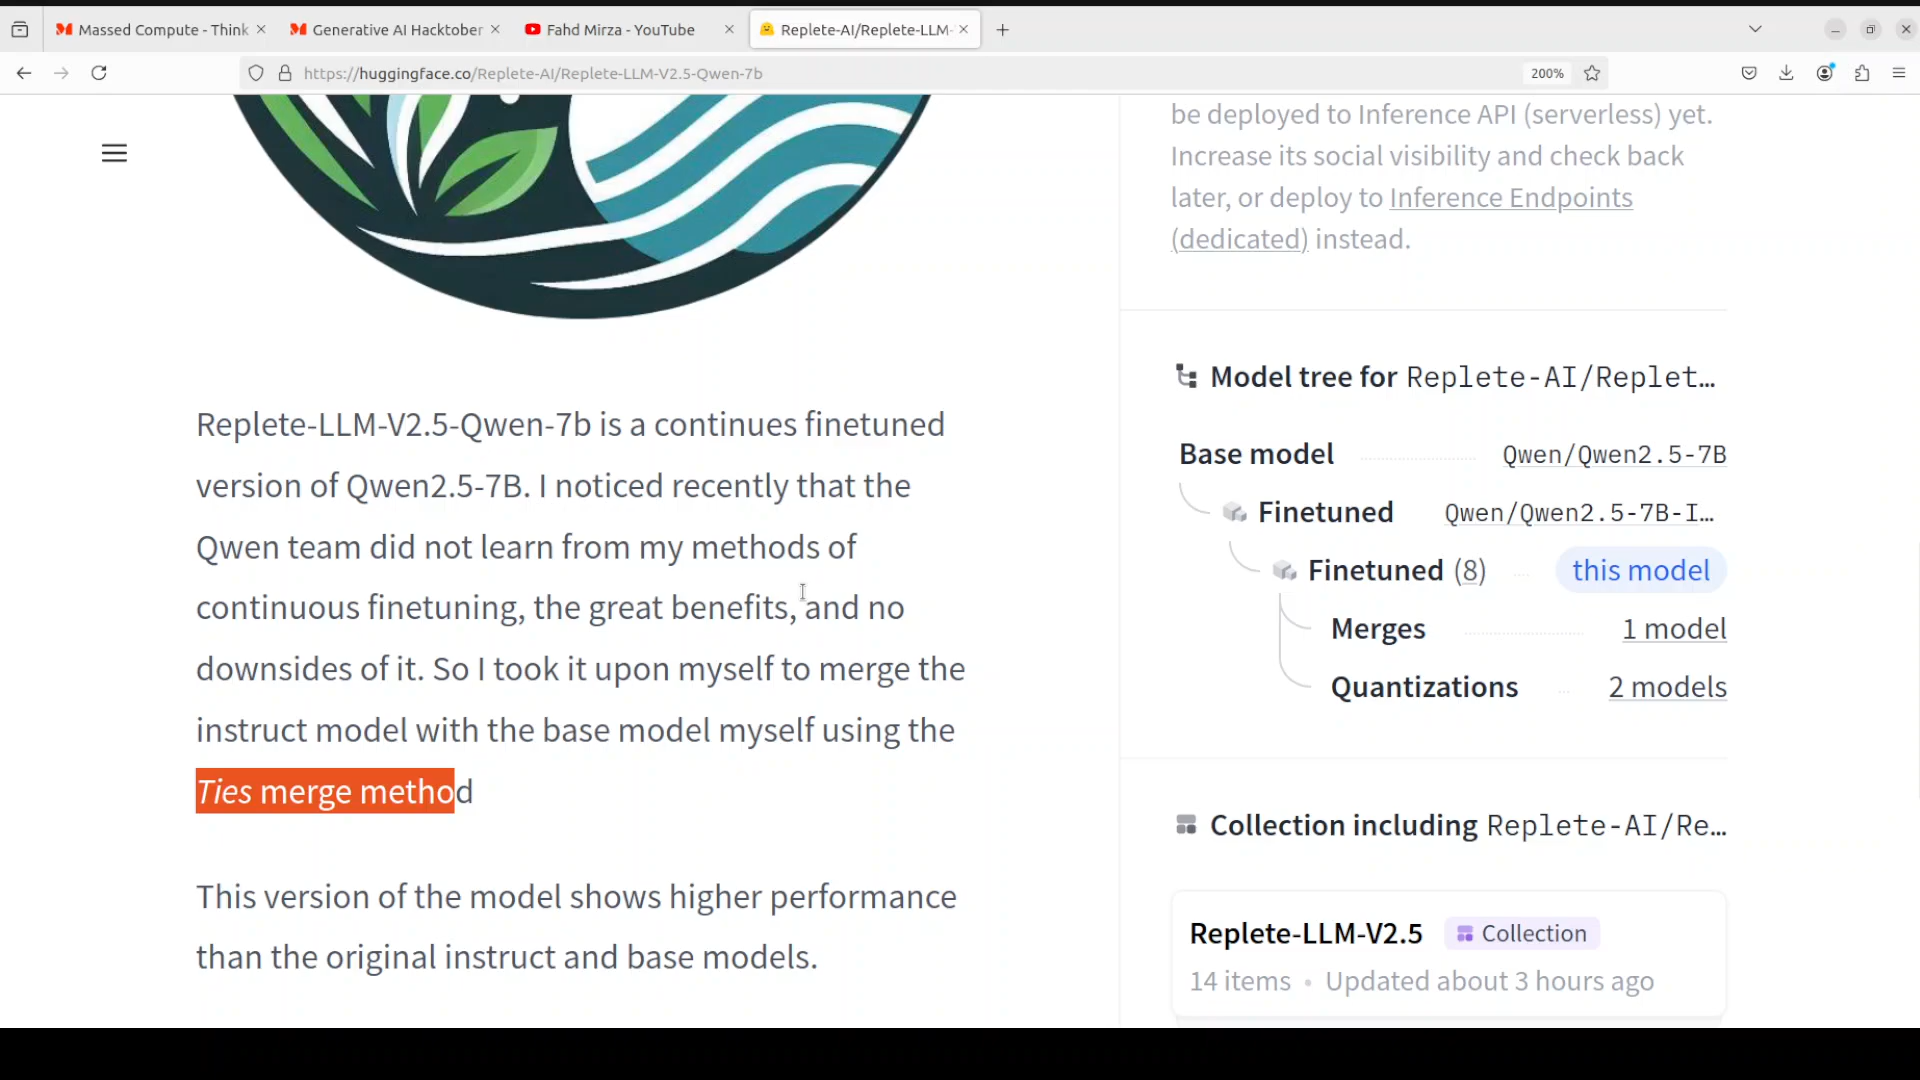 Massed Compute - Think
Generative AI Hacktober
Fahd Mirza - YouTube
Replete-AI/Replete-LLM-
https://huggingface.co/Replete-AI/Replete-LLM-V2.5-Qwen-7b
200%
Replete-LLM-V2.5-Qwen-7b is a continues finetuned
version of Qwen2.5-7B. I noticed recently that the
Qwen team did not learn from my methods of
continuous finetuning, the great benefits, and no
downsides of it. So I took it upon myself to merge the
instruct model with the base model myself using the
Ties merge method
This version of the model shows higher performance
than the original instruct and base models.
be deployed to Inference API (serverless) yet.
Increase its social visibility and check back
later, or deploy to Inference Endpoints
(dedicated) instead.
Model tree for Replete-AI/Replet…
Base model Qwen/Qwen2.5-7B
Finetuned Qwen/Qwen2.5-7B-I…
Finetuned (8) this model
Merges 1 model
Quantizations 2 models
Collection including Replete-AI/Re…
Replete-LLM-V2.5 Collection
14 items • Updated about 3 hours ago